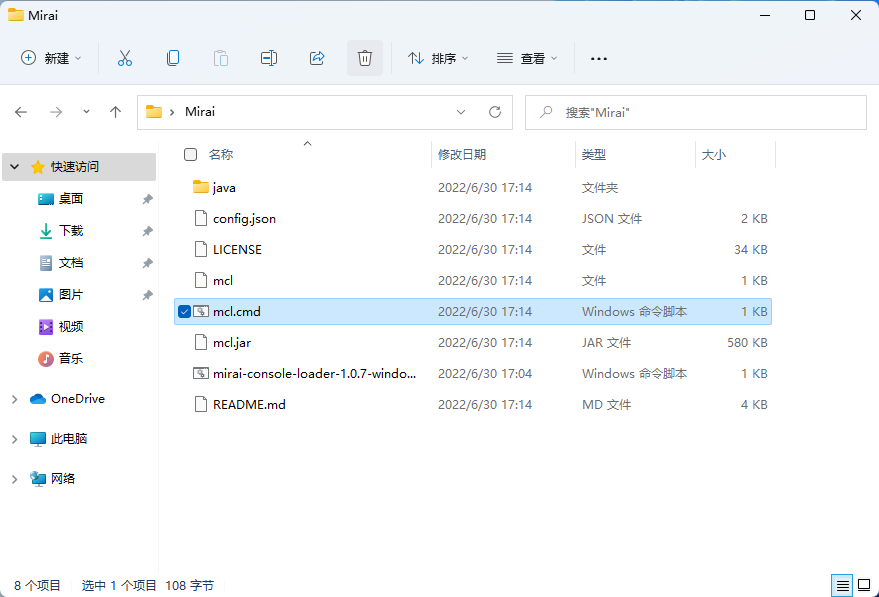 Mirai
新建
排序
查看
Mirai
搜索"Mirai"
名称 修改日期 类型 大小
快速访问
桌面
下载
文档
图片
视频
音乐
OneDrive
此电脑
网络
java 2022/6/30 17:14 文件夹
config.json 2022/6/30 17:14 JSON 文件 2 KB
LICENSE 2022/6/30 17:14 文件 34 KB
mcl 2022/6/30 17:14 文件 1 KB
mcl.cmd 2022/6/30 17:14 Windows 命令脚本 1 KB
mcl.jar 2022/6/30 17:14 JAR 文件 580 KB
mirai-console-loader-1.0.7-windo... 2022/6/30 17:04 Windows 命令脚本 1 KB
README.md 2022/6/30 17:14 MD 文件 4 KB
8 个项目 选中 1 个项目 108 字节